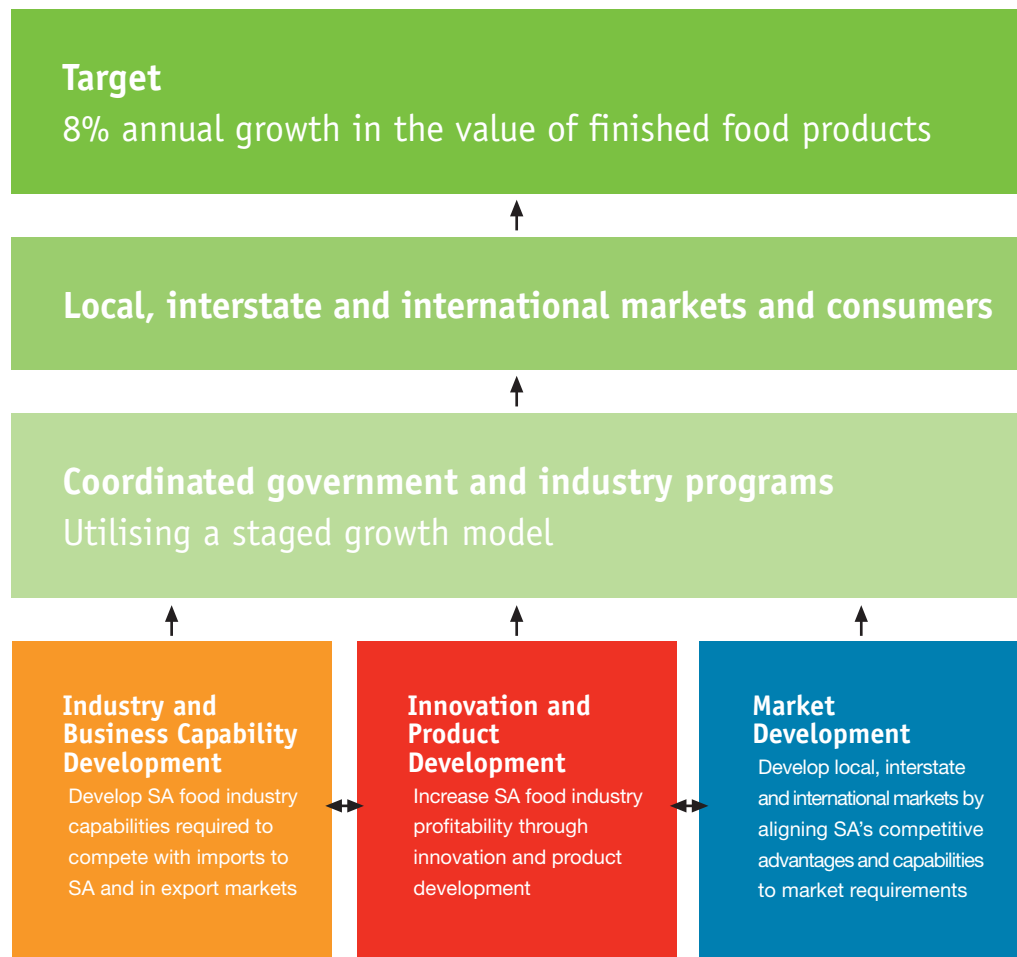 Target
8% annual growth in the value of finished food products
Local, interstate and international markets and consumers
Coordinated government and industry programs
Utilising a staged growth model
Industry and
Business Capability
Development
Develop SA food industry
capabilities required to
compete with imports to
SA and in export markets
Innovation and
Product
Development
Increase SA food industry
profitability through
innovation and product
development
Market
Development
Develop local, interstate
and international markets by
aligning SA's competitive
advantages and capabilities
to market requirements